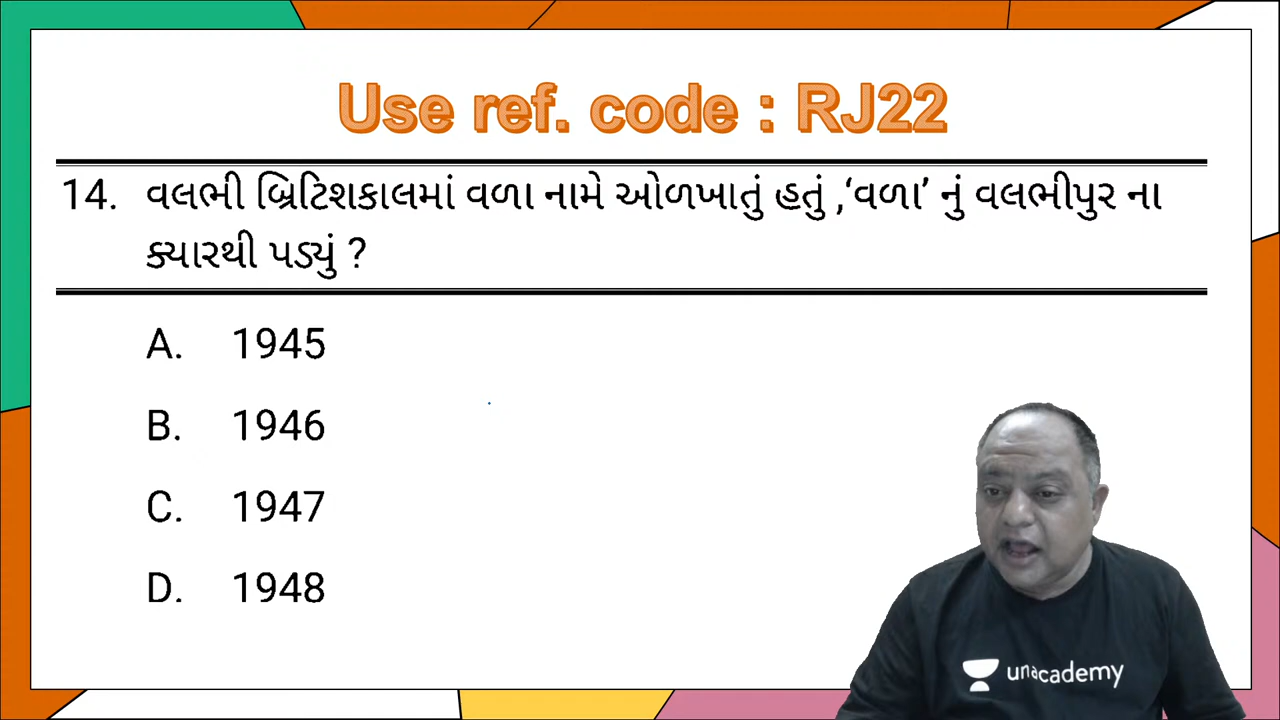 Use ref. code : RJ22
14. વલભી બ્રિટિશકાલમાં વળા નામે ઓળખાતું હતું ,‘વળા’ નું વલભીપુર ના
ક્યારથી પડ્યું ?
A. 1945
B. 1946
C. 1947
D. 1948
unacademy